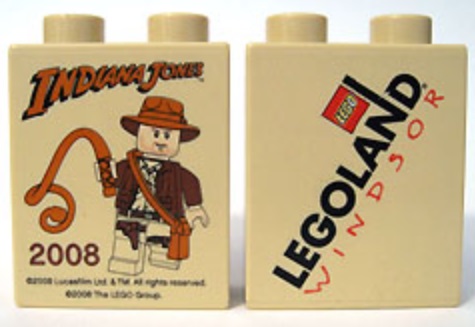 INDIANA JONES
2008
©2008 Lucasfilm Ltd. & TM. All rights reserved.
©2008 The LEGO Group.
LEGO
LEGOLAND®
WINDSOR